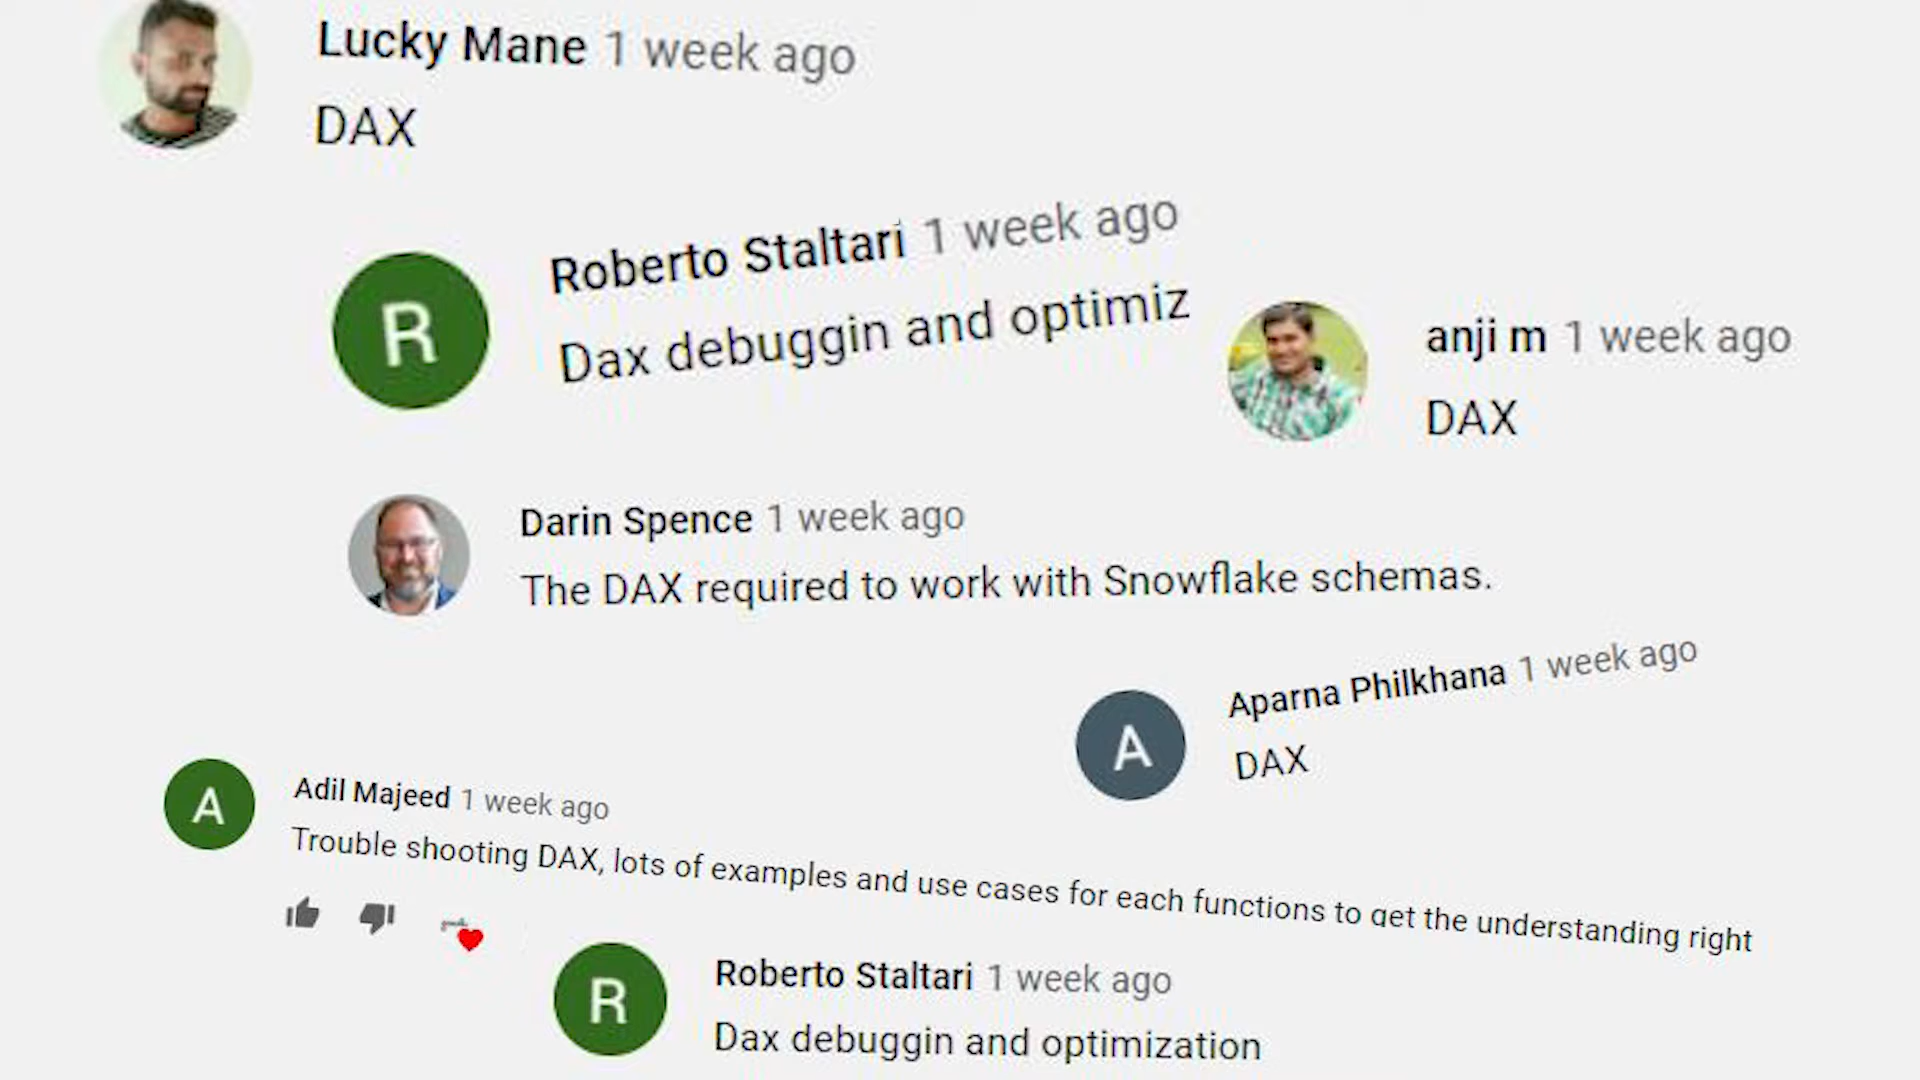 Lucky Mane 1 week ago
DAX
R
Roberto Staltari 1 week ago
Dax debuggin and optimiz
anji m 1 week ago
DAX
Darin Spence 1 week ago
The DAX required to work with Snowflake schemas.
A
Aparna Philkhana 1 week ago
DAX
A
Adil Majeed 1 week ago
Trouble shooting DAX, lots of examples and use cases for each functions to get the understanding right
R
Roberto Staltari 1 week ago
Dax debuggin and optimization